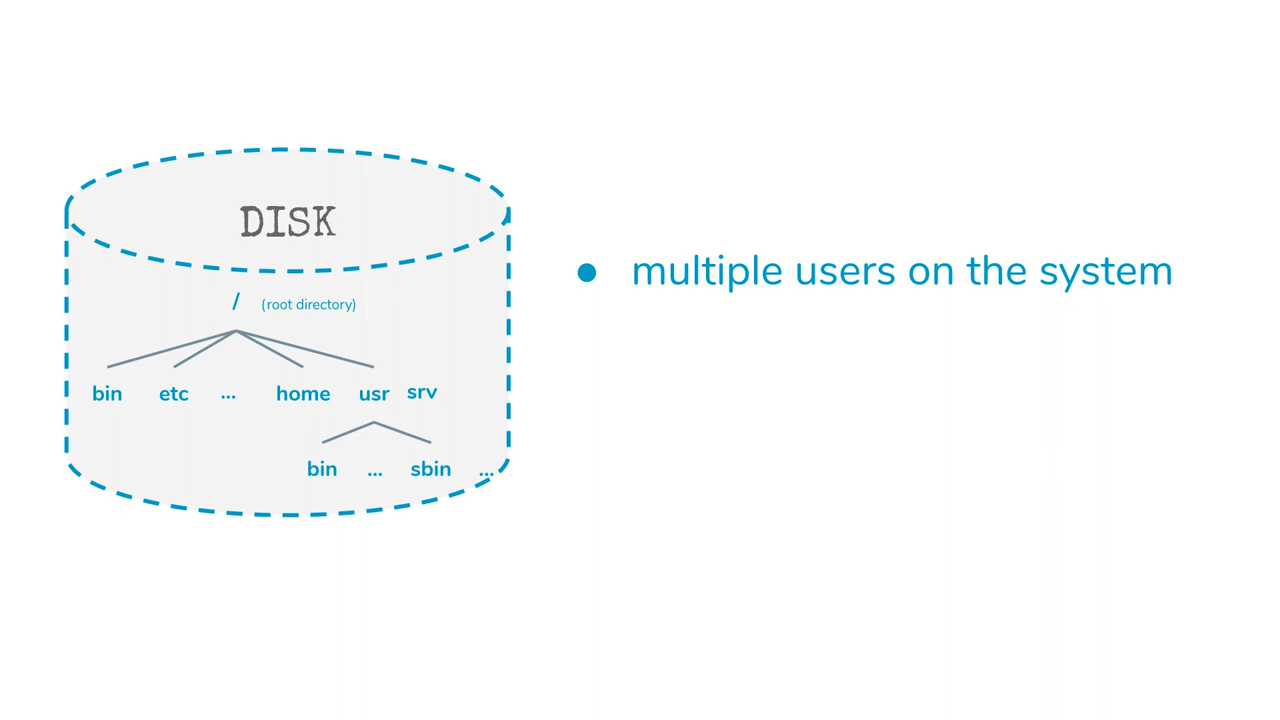 DISK
/ (root directory)
bin etc ... home usr srv
bin ... sbin ...
● multiple users on the system